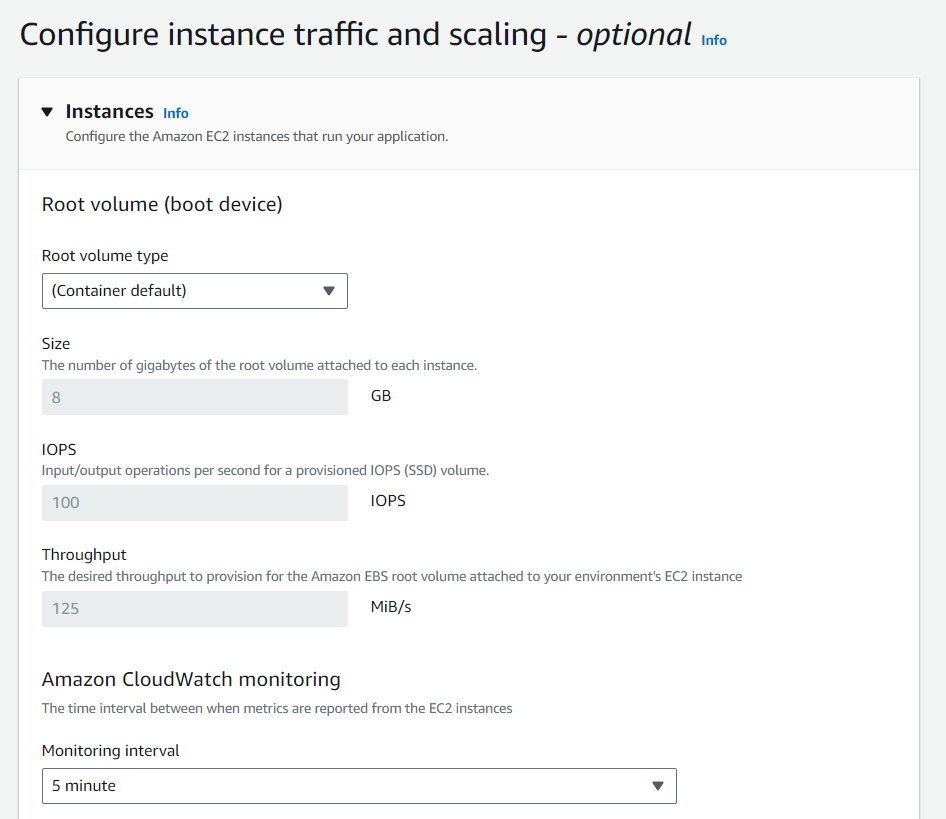 Configure instance traffic and scaling - optional Info
Instances Info
Configure the Amazon EC2 instances that run your application.
Root volume (boot device)
Root volume type
(Container default)
Size
The number of gigabytes of the root volume attached to each instance.
8 GB
IOPS
Input/output operations per second for a provisioned IOPS (SSD) volume.
100 IOPS
Throughput
The desired throughput to provision for the Amazon EBS root volume attached to your environment's EC2 instance
125 MiB/s
Amazon CloudWatch monitoring
The time interval between when metrics are reported from the EC2 instances
Monitoring interval
5 minute